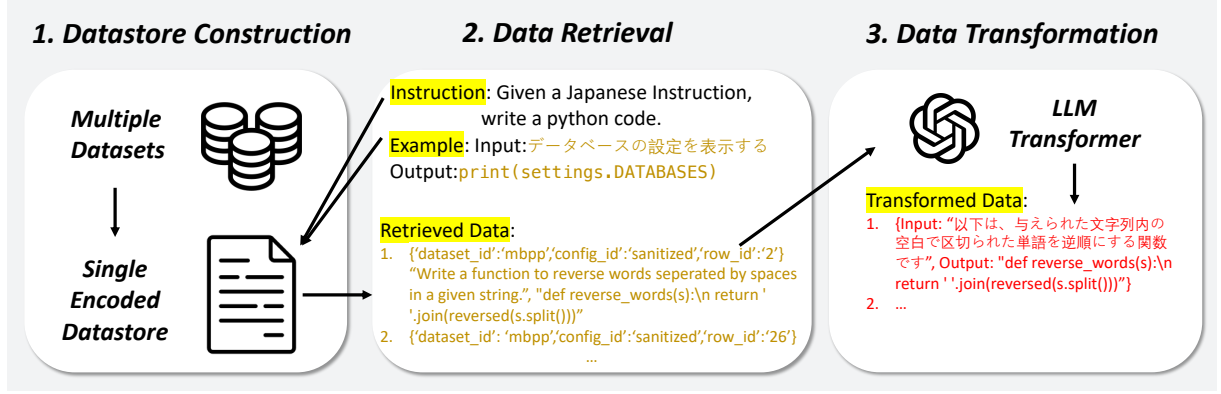 1. Datastore Construction
Multiple
Datasets
Single
Encoded
Datastore
2. Data Retrieval
Instruction: Given a Japanese Instruction,
write a python code.
Example: Input:データベースの設定を表示する
Output:print(settings.DATABASES)
Retrieved Data:
1. {'dataset_id':'mbpp','config_id':'sanitized','row_id':'2'}
“Write a function to reverse words seperated by spaces
in a given string.”, "def reverse_words(s):\n return '
'.join(reversed(s.split()))”
2. {'dataset_id': 'mbpp','config_id':'sanitized','row_id':'26'}
...
3. Data Transformation
LLM
Transformer
Transformed Data:
1. {Input: “以下は、与えられた文字列内の
空白で区切られた単語を逆順にする関数
です”, Output: "def reverse_words(s):\n
return ' '.join(reversed(s.split()))”}
2. ...